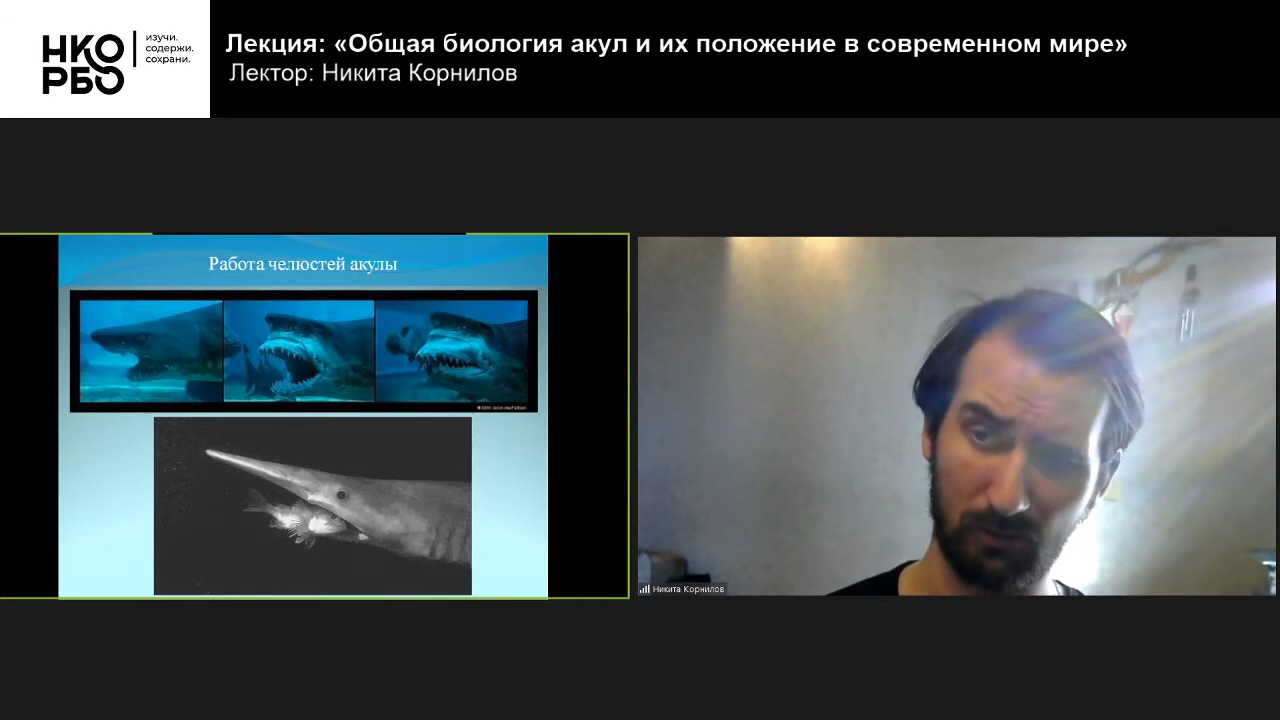 НКО
РБО
изучи.
содержи.
сохрани.
Лекция: «Общая биология акул и их положение в современном мире»
Лектор: Никита Корнилов
Работа челюстей акулы
Никита Корнилов